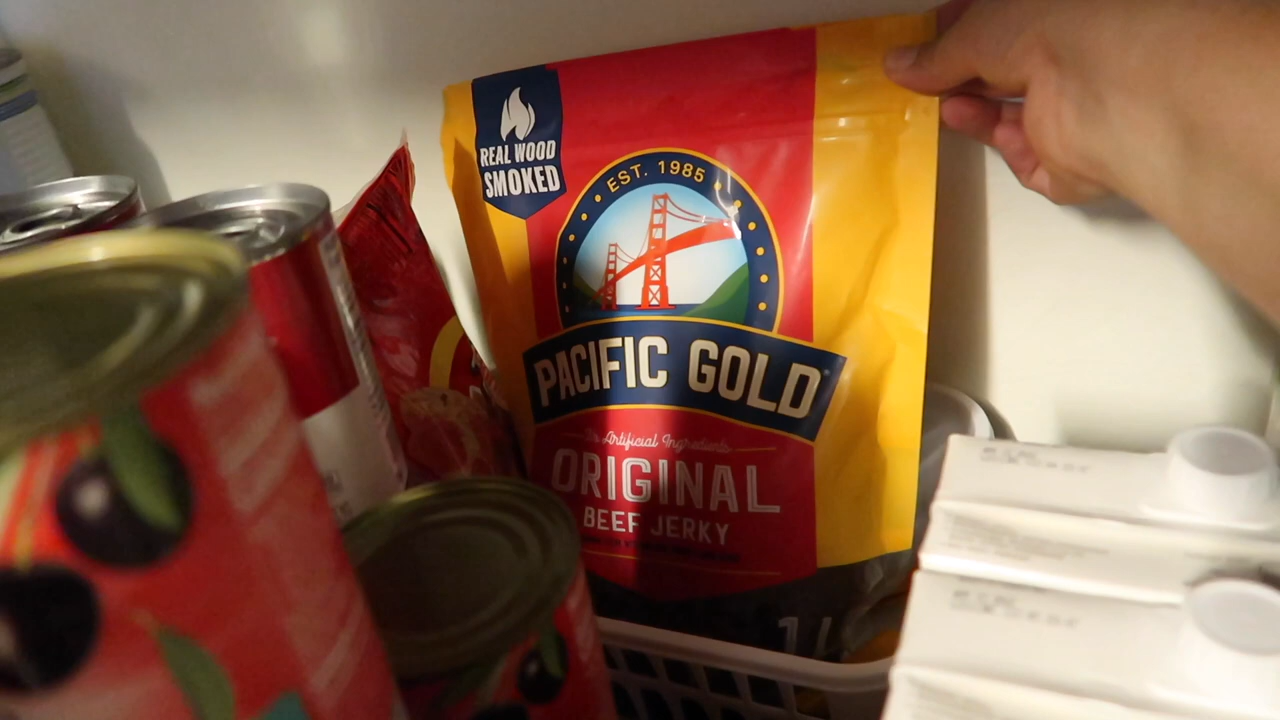 REAL WOOD
SMOKED
EST. 1985
PACIFIC GOLD
No Artificial Ingredients
ORIGINAL
BEEF JERKY